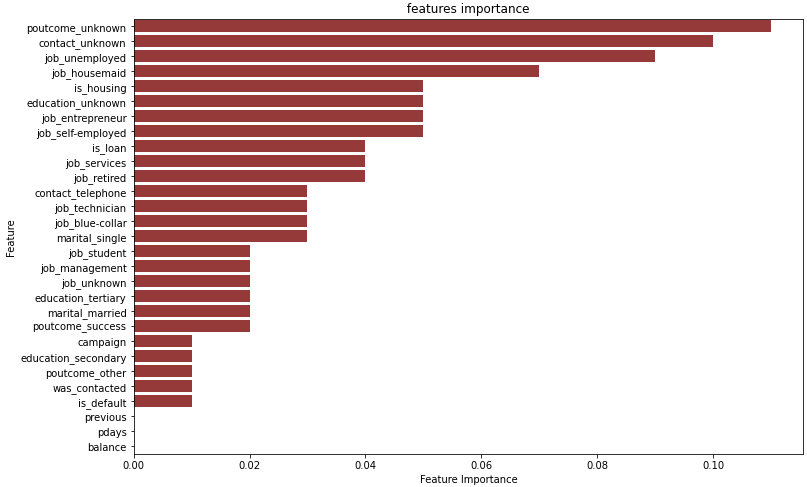 features importance
Feature
poutcome_unknown
contact_unknown
job_unemployed
job_housemaid
is_housing
education_unknown
job_entrepreneur
job_self-employed
is_loan
job_services
job_retired
contact_telephone
job_technician
job_blue-collar
marital_single
job_student
job_management
job_unknown
education_tertiary
marital_married
poutcome_success
campaign
education_secondary
poutcome_other
was_contacted
is_default
previous
pdays
balance
0.00 0.02 0.04 0.06 0.08 0.10
Feature Importance